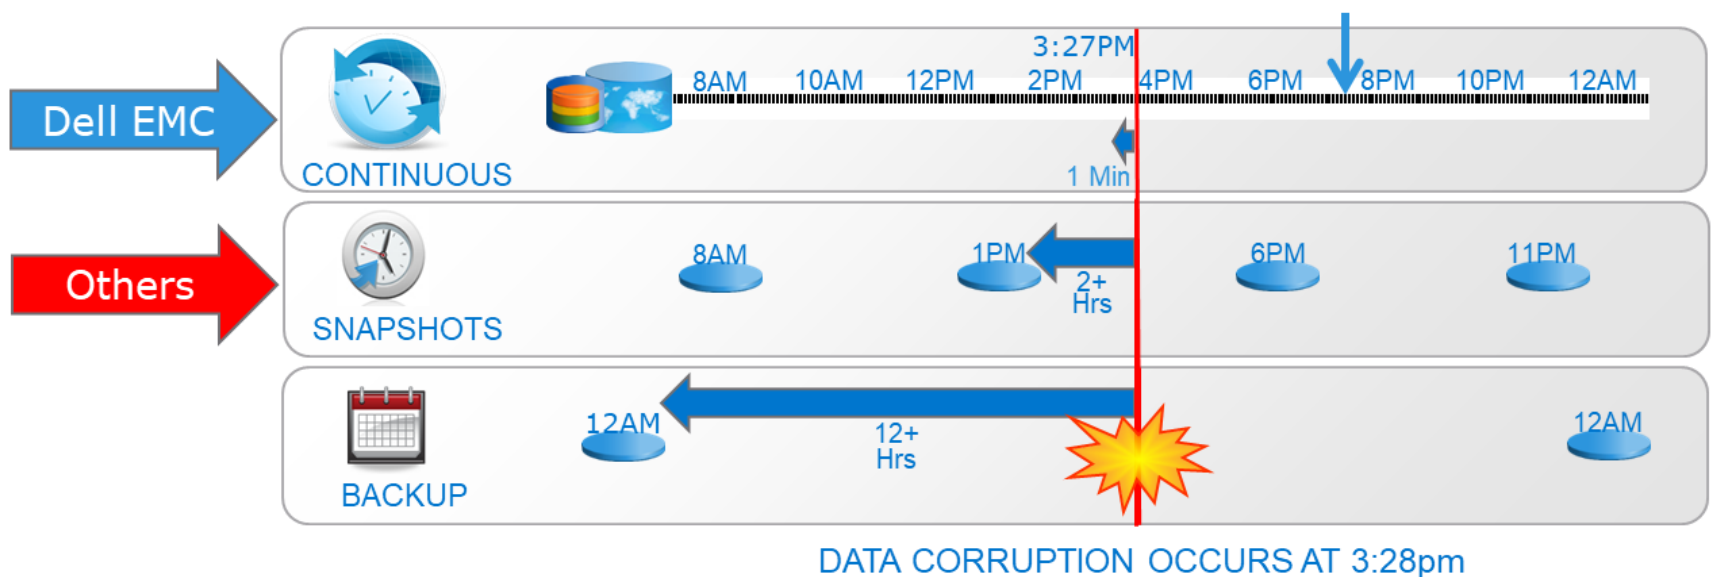 3:27PM
8AM 10AM 12PM 2PM 4PM 6PM 8PM 10PM 12AM
Dell EMC
CONTINUOUS
1 Min
8AM 1PM 6PM 11PM
Others
2+
Hrs
SNAPSHOTS
12AM 12AM
12+
Hrs
BACKUP
DATA CORRUPTION OCCURS AT 3:28pm